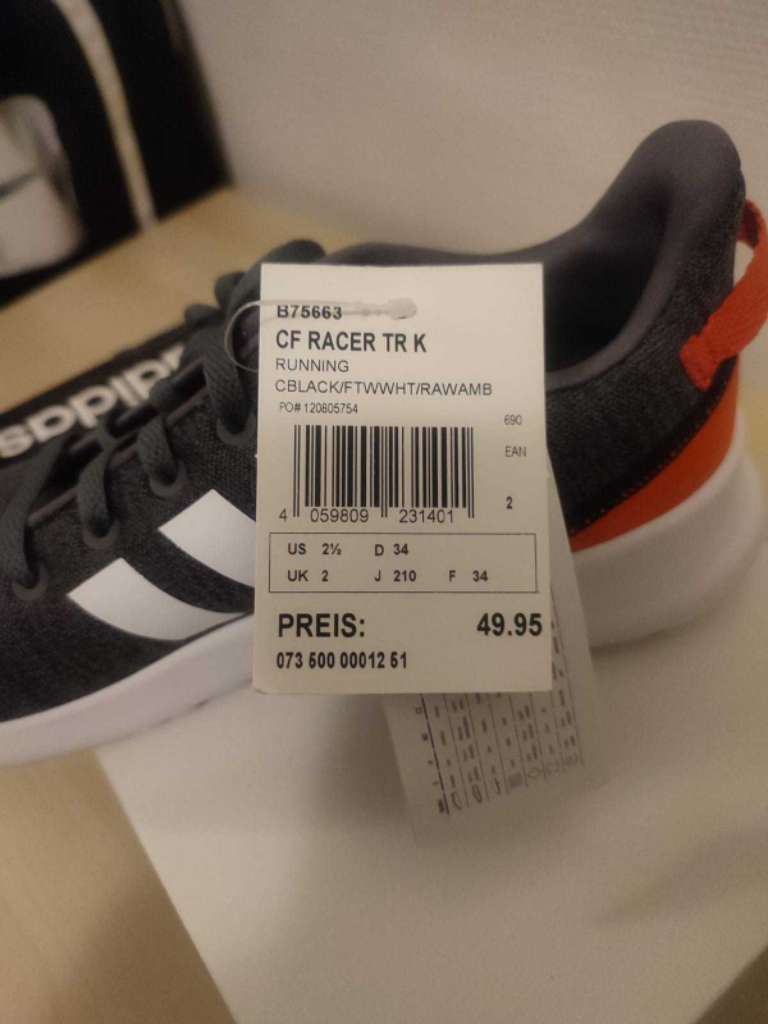 B75663
CF RACER TR K
RUNNING
CBLACK/FTWWHT/RAWAMB
PO# 120805754
690
EAN
4 059809 231401
2
US 2½ D 34
UK 2 J 210 F 34
PREIS: 49.95
073 500 00012 51
adidas